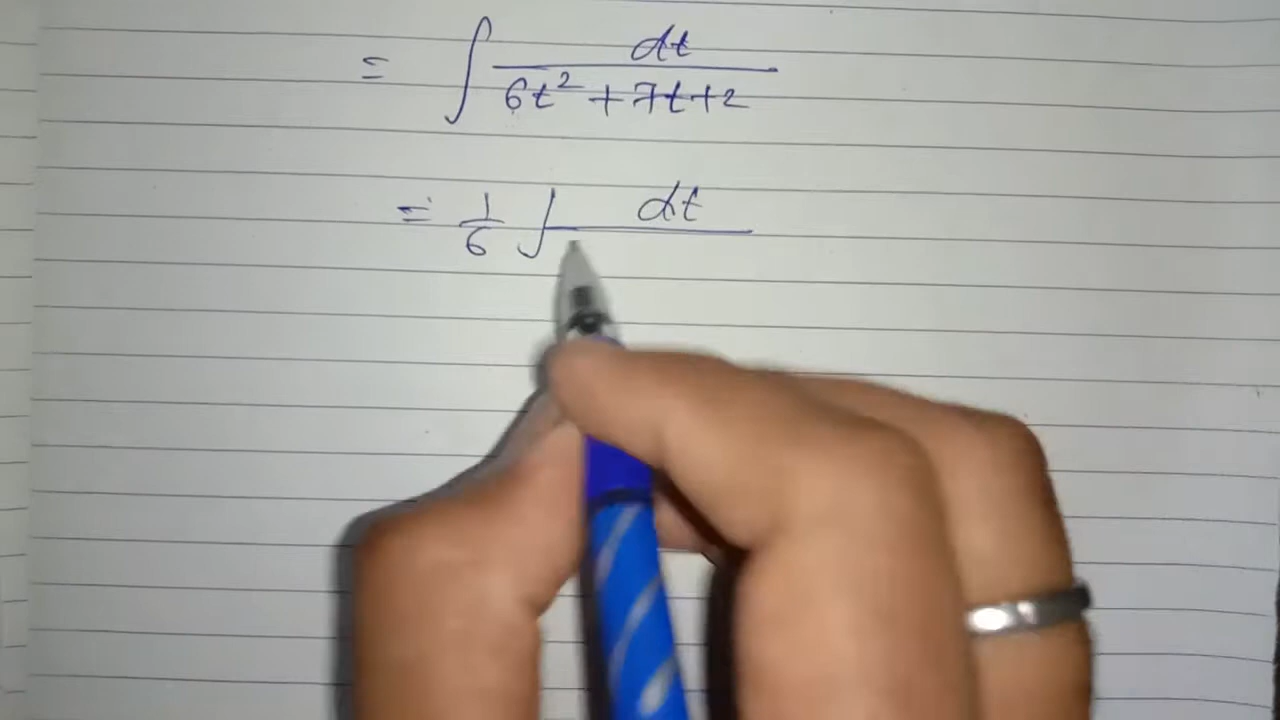 = ∫ dt / (6t² + 7t + 2)
= 1/6 ∫ dt /